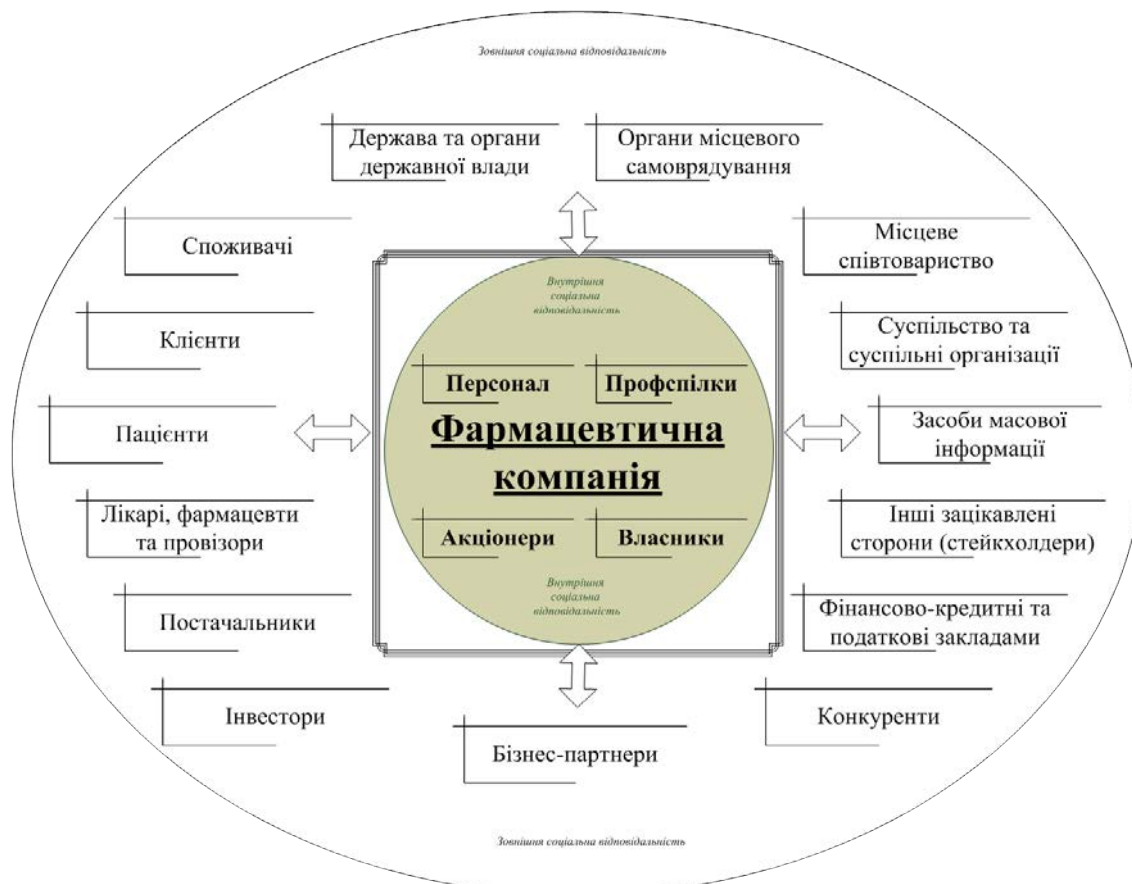 Зовнішня соціальна відповідальність
Держава та органи
державної влади
Органи місцевого
самоврядування
Споживачі
Місцеве
співтовариство
Клієнти
Суспільство та
суспільні організації
Пацієнти
Засоби масової
інформації
Лікарі, фармацевти
та провізори
Інші зацікавлені
сторони (стейкхолдери)
Постачальники
Фінансово-кредитні та
податкові закладами
Інвестори
Конкуренти
Бізнес-партнери
Внутрішня
соціальна
відповідальність
Персонал
Профспілки
Фармацевтична
компанія
Акціонери
Власники
Внутрішня
соціальна
відповідальність
Зовнішня соціальна відповідальність